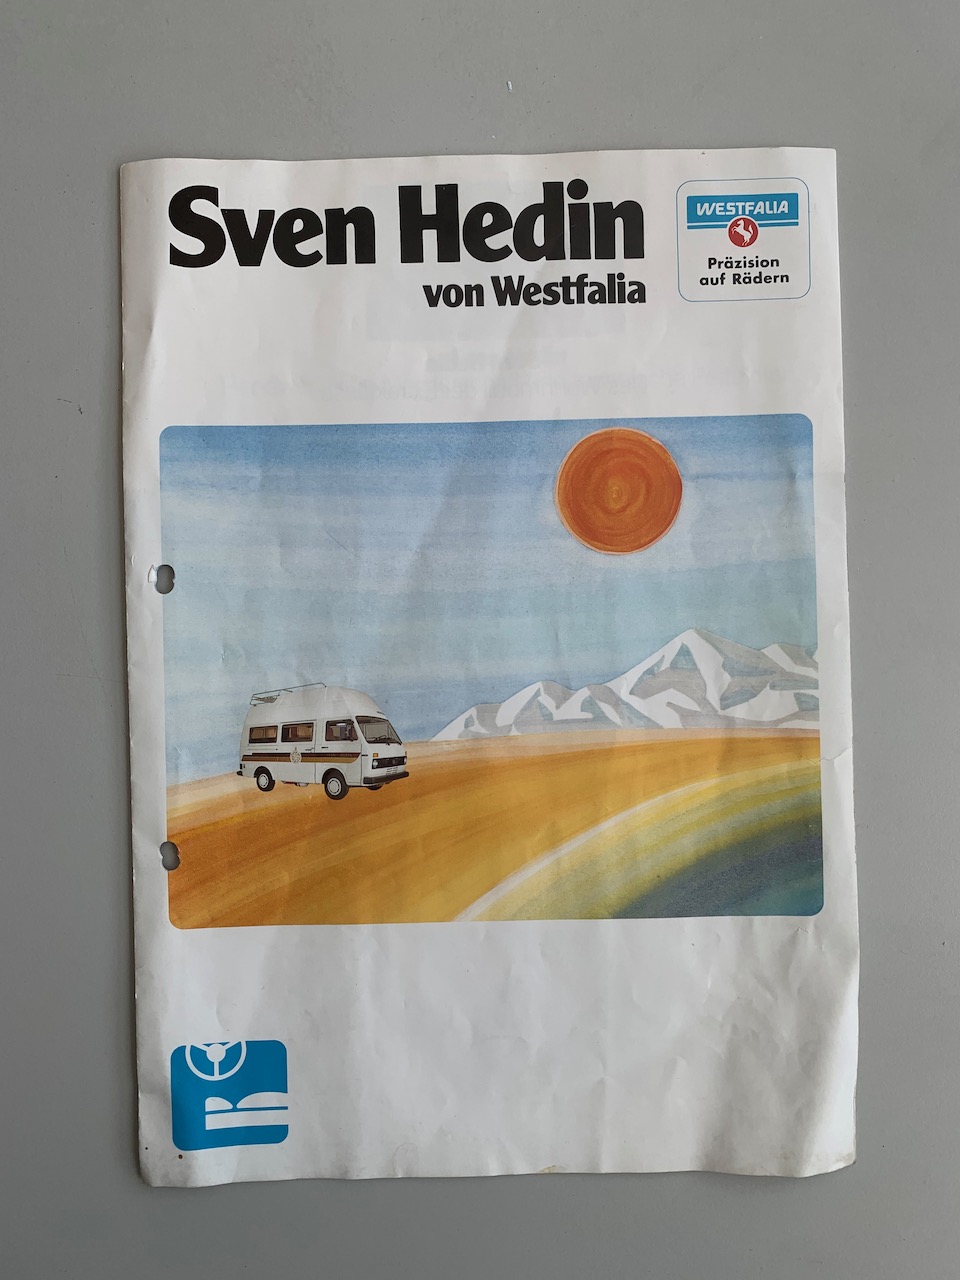 Sven Hedin
von Westfalia
WESTFALIA
Präzision
auf Rädern